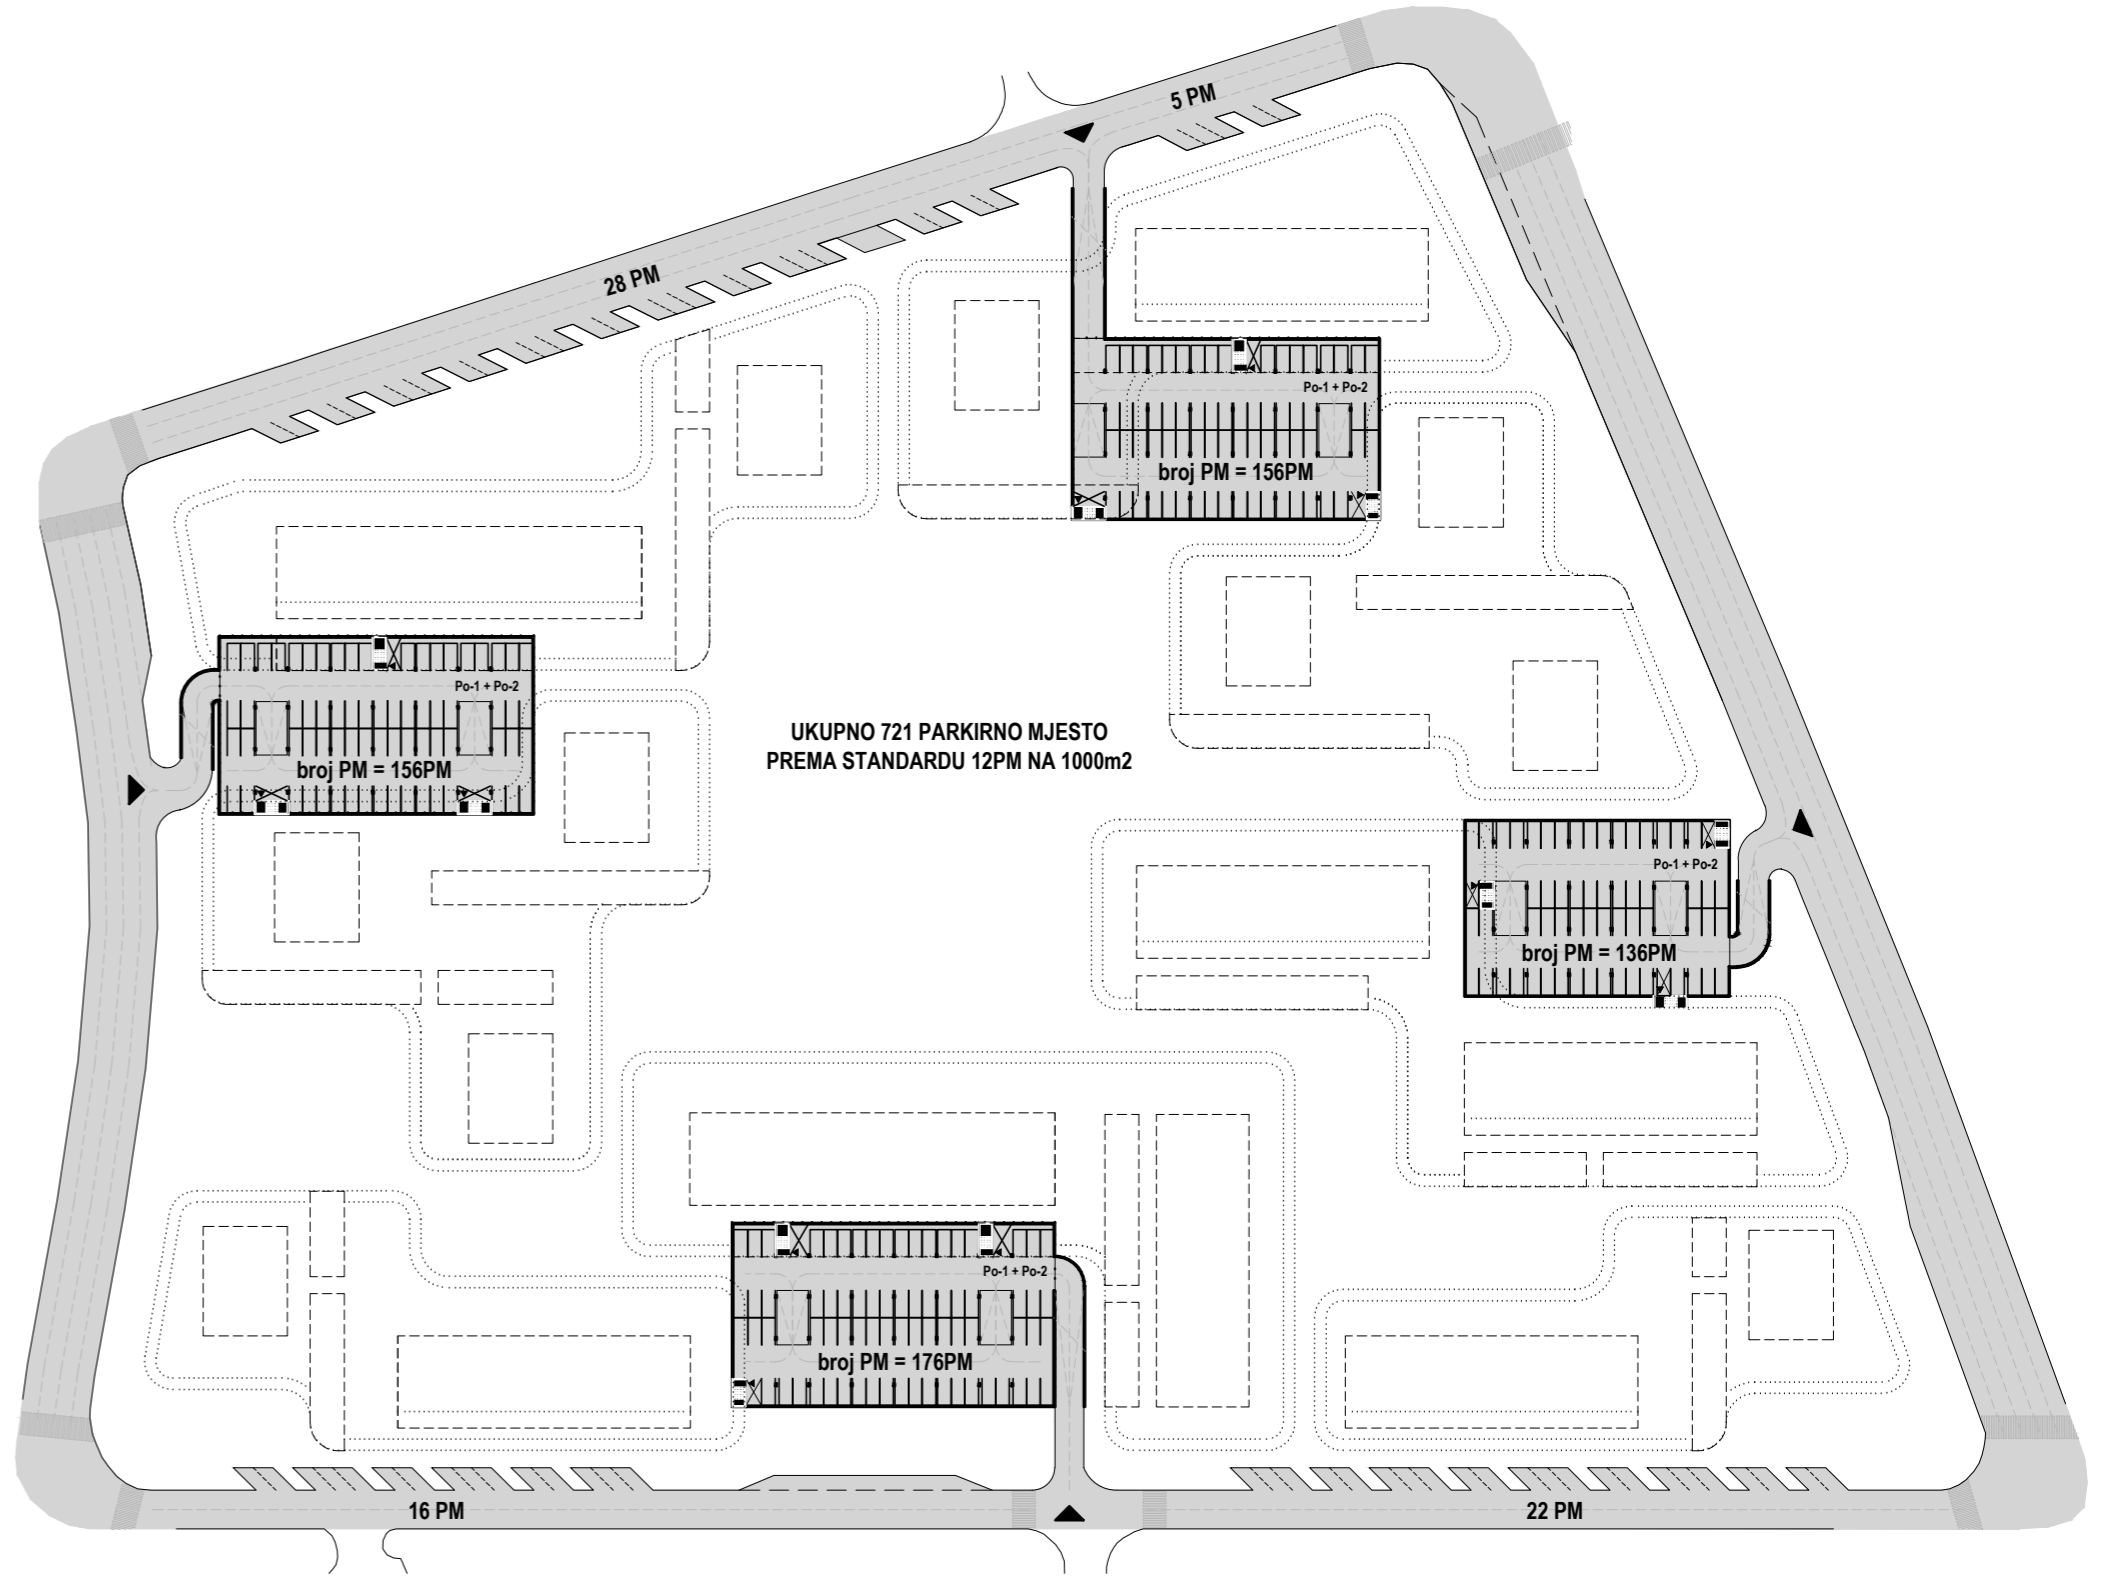 5 PM
28 PM
Po-1 + Po-2
broj PM = 156PM
Po-1 + Po-2
broj PM = 156PM
UKUPNO 721 PARKIRNO MJESTO
PREMA STANDARDU 12PM NA 1000m2
Po-1 + Po-2
broj PM = 136PM
Po-1 + Po-2
broj PM = 176PM
16 PM
22 PM